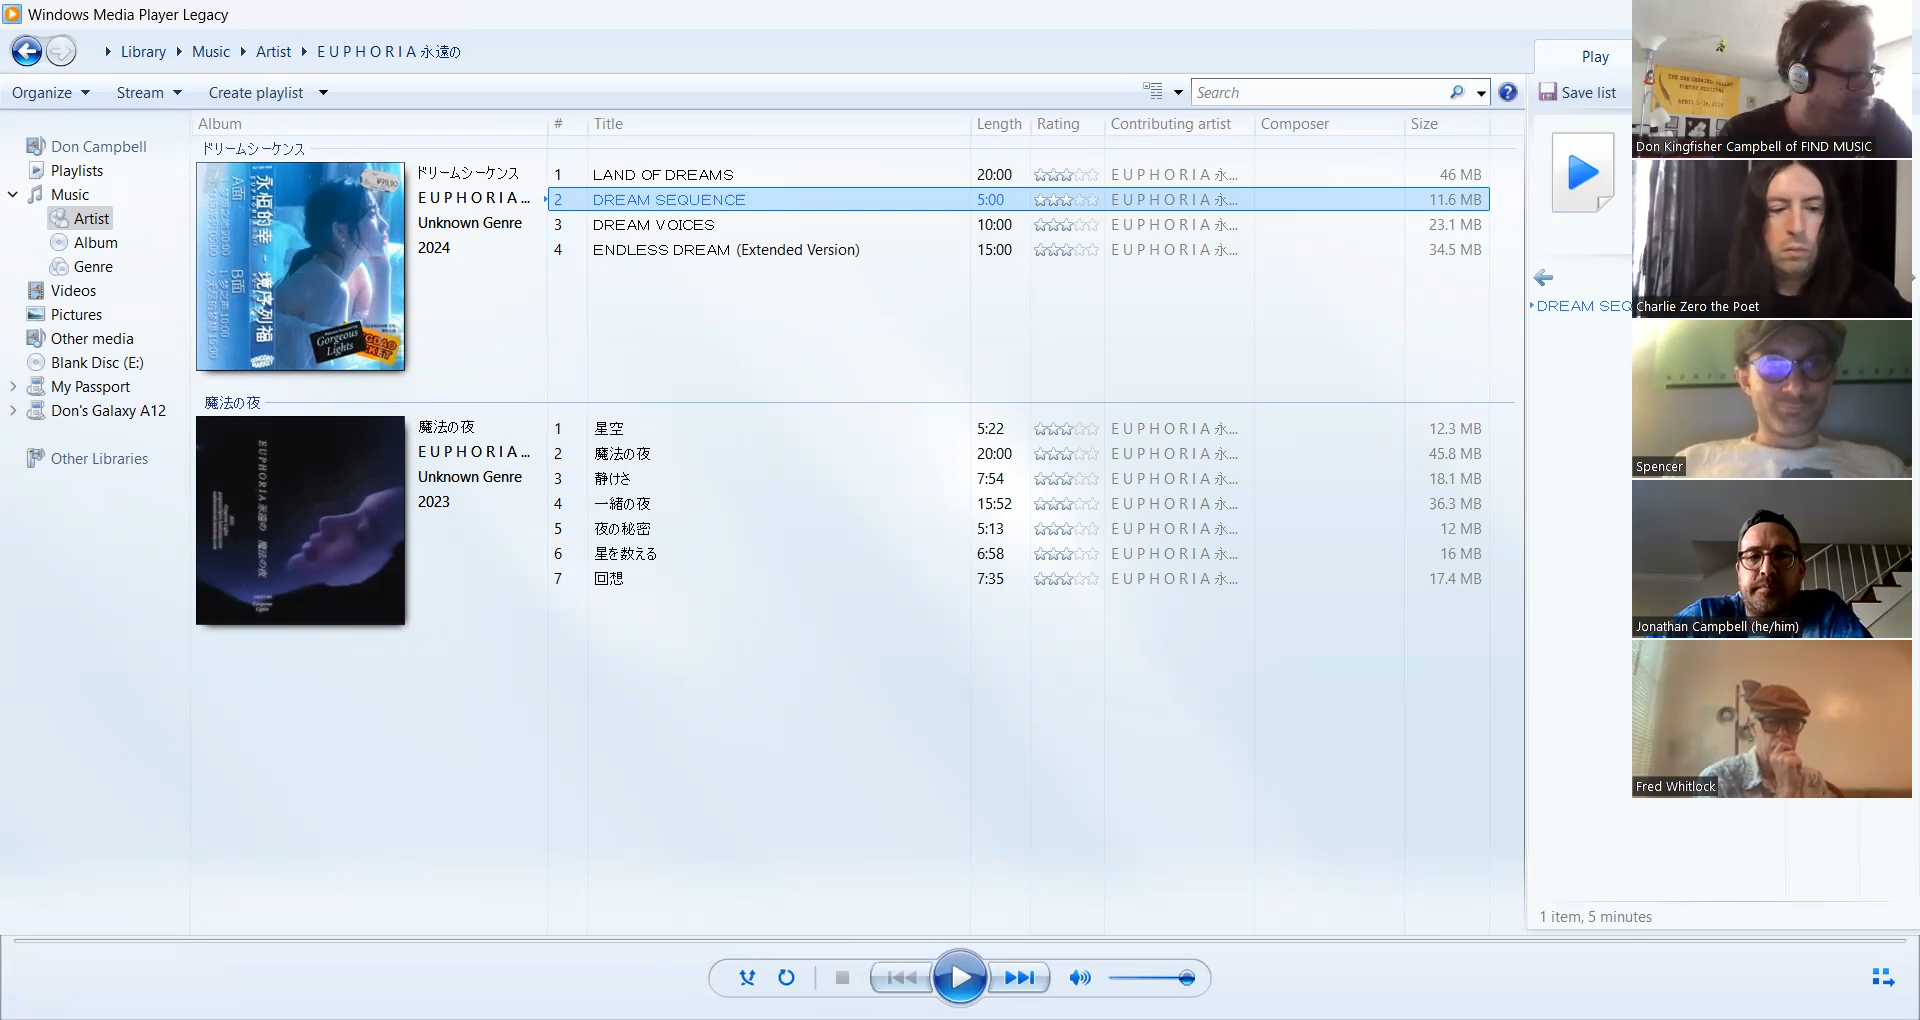 Windows Media Player Legacy
Library Music Artist E U P H O R I A 永遠の
Organize Stream Create playlist Search
Play
Save list
Don Campbell
Playlists
Music
Artist
Album
Genre
Videos
Pictures
Other media
Blank Disc (E:)
My Passport
Don's Galaxy A12
Other Libraries
Album # Title Length Rating Contributing artist Composer Size
ドリームシーケンス
ドリームシーケンス
E U P H O R I A ...
Unknown Genre
2024
1 LAND OF DREAMS 20:00 E U P H O R I A 永... 46 MB
2 DREAM SEQUENCE 5:00 E U P H O R I A 永... 11.6 MB
3 DREAM VOICES 10:00 E U P H O R I A 永... 23.1 MB
4 ENDLESS DREAM (Extended Version) 15:00 E U P H O R I A 永... 34.5 MB
Gorgeous
Lights
魔法の夜
魔法の夜
E U P H O R I A ...
Unknown Genre
2023
1 星空 5:22 E U P H O R I A 永... 12.3 MB
2 魔法の夜 20:00 E U P H O R I A 永... 45.8 MB
3 静けさ 7:54 E U P H O R I A 永... 18.1 MB
4 一緒の夜 15:52 E U P H O R I A 永... 36.3 MB
5 夜の秘密 5:13 E U P H O R I A 永... 12 MB
6 星を数える 6:58 E U P H O R I A 永... 16 MB
7 回想 7:35 E U P H O R I A 永... 17.4 MB
EUPHORIA 永遠の 魔法の夜
DREAM SEQ
1 item, 5 minutes
Don Kingfisher Campbell of FIND MUSIC
Charlie Zero the Poet
Spencer
Jonathan Campbell (he/him)
Fred Whitlock